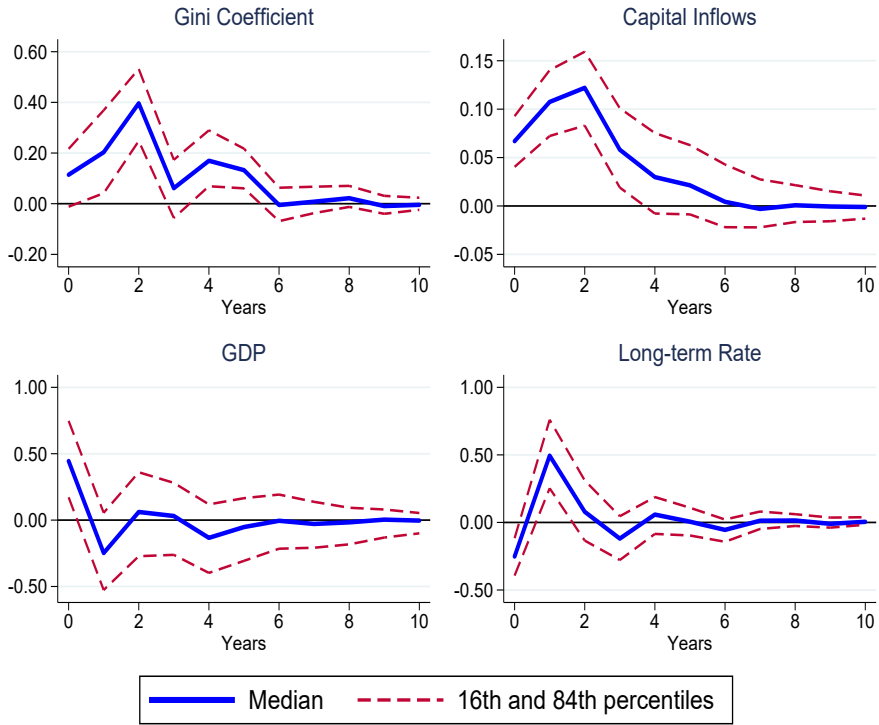 Gini Coefficient
0.60
0.40
0.20
0.00
-0.20
0 2 4 6 8 10
Years
Capital Inflows
0.15
0.10
0.05
0.00
-0.05
0 2 4 6 8 10
Years
GDP
1.00
0.50
0.00
-0.50
0 2 4 6 8 10
Years
Long-term Rate
1.00
0.50
0.00
-0.50
0 2 4 6 8 10
Years
Median 16th and 84th percentiles